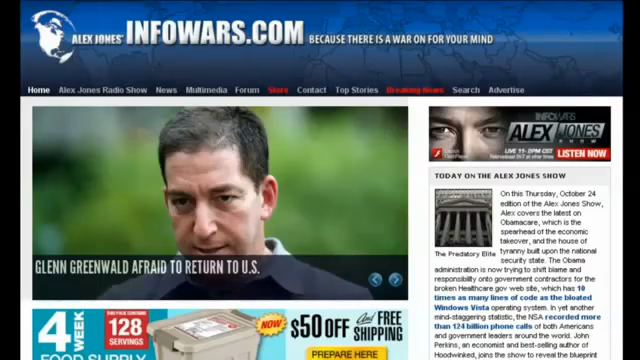 ALEX JONES' INFOWARS.COM BECAUSE THERE IS A WAR ON FOR YOUR MIND
Home Alex Jones Radio Show News Multimedia Forum Store Contact Top Stories Breaking News Search Advertise
GLENN GREENWALD AFRAID TO RETURN TO U.S.
4 WEEK
128 SERVINGS
FOOD SUPPLY
NOW
$50 OFF And FREE SHIPPING
PREPARE HERE
INFOWARS
ALEX JONES
SHOW
LIVE 11-2PM CST
LISTEN NOW
TODAY ON THE ALEX JONES SHOW
The Predatory Elite
On this Thursday, October 24
edition of the Alex Jones Show,
Alex covers the latest on
Obamacare, which is the
spearhead of the economic
takeover, and the house of
tyranny built upon the national
security state. The Obama
administration is now trying to shift blame and
responsibility onto government contractors for the
broken Healthcare gov web site, which has 10
times as many lines of code as the bloated
Windows Vista operating system. In yet another
mind-staggering statistic, the NSA recorded more
than 124 billion phone calls of both Americans
and government leaders around the world. John
Perkins, an economist and best-selling author of
Hoodwinked, joins the show to reveal the blueprint